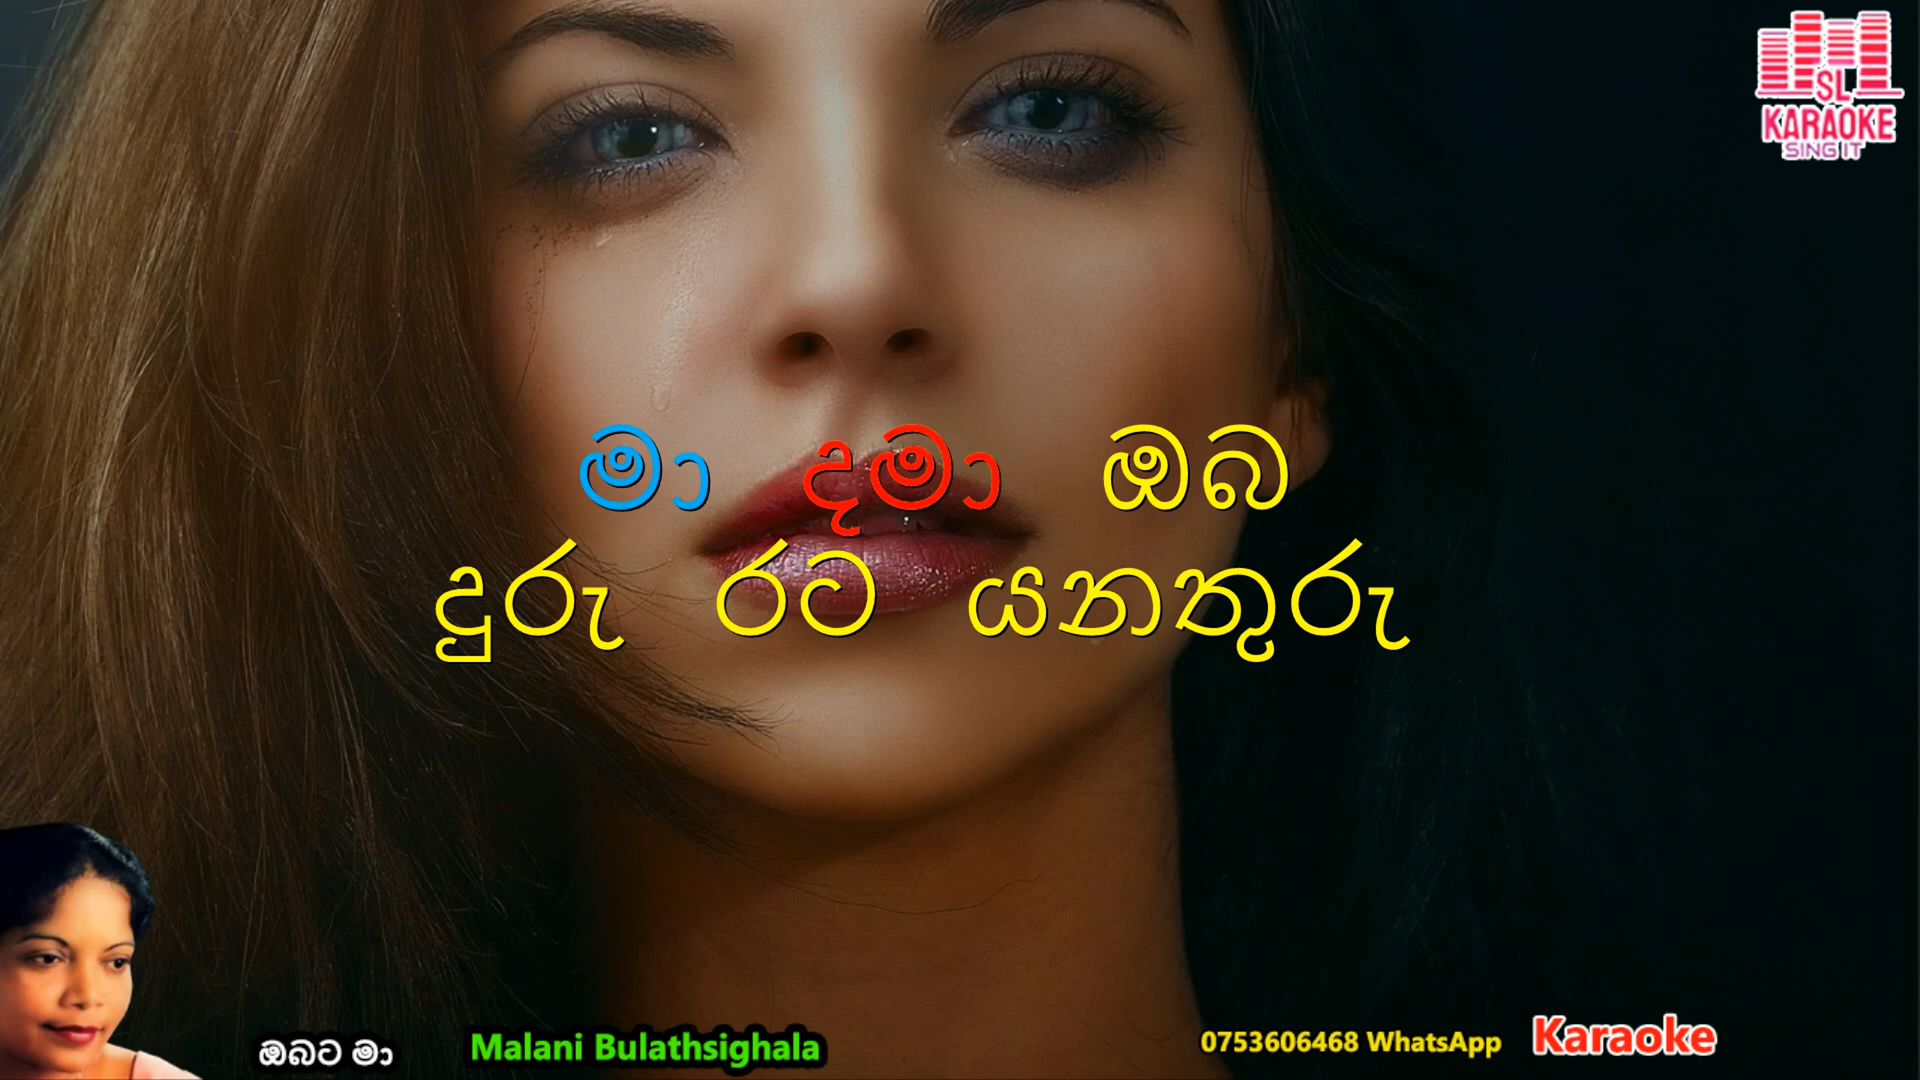 SL
KARAOKE
SING IT
මා දමා ඔබ
දුරු රට යනතුරු
ඔබට මා
Malani Bulathsighala
0753606468 WhatsApp
Karaoke